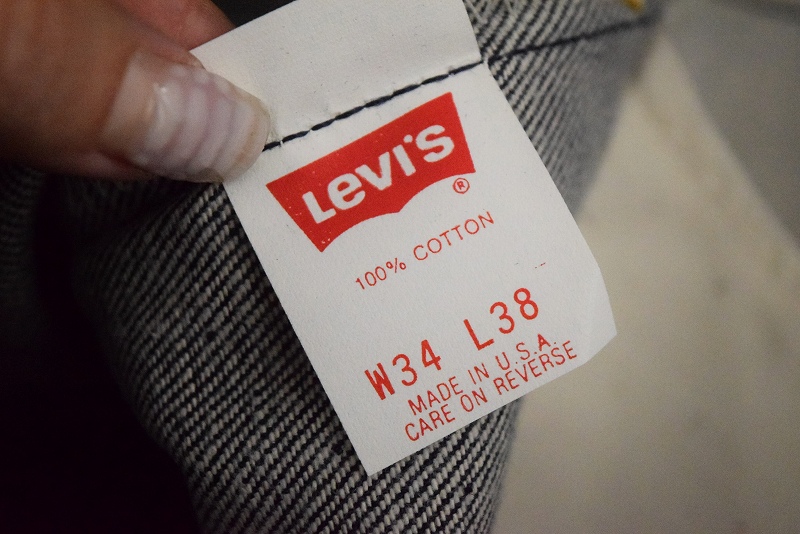 Levi's
®
100% COTTON
W34 L38
MADE IN U.S.A.
CARE ON REVERSE